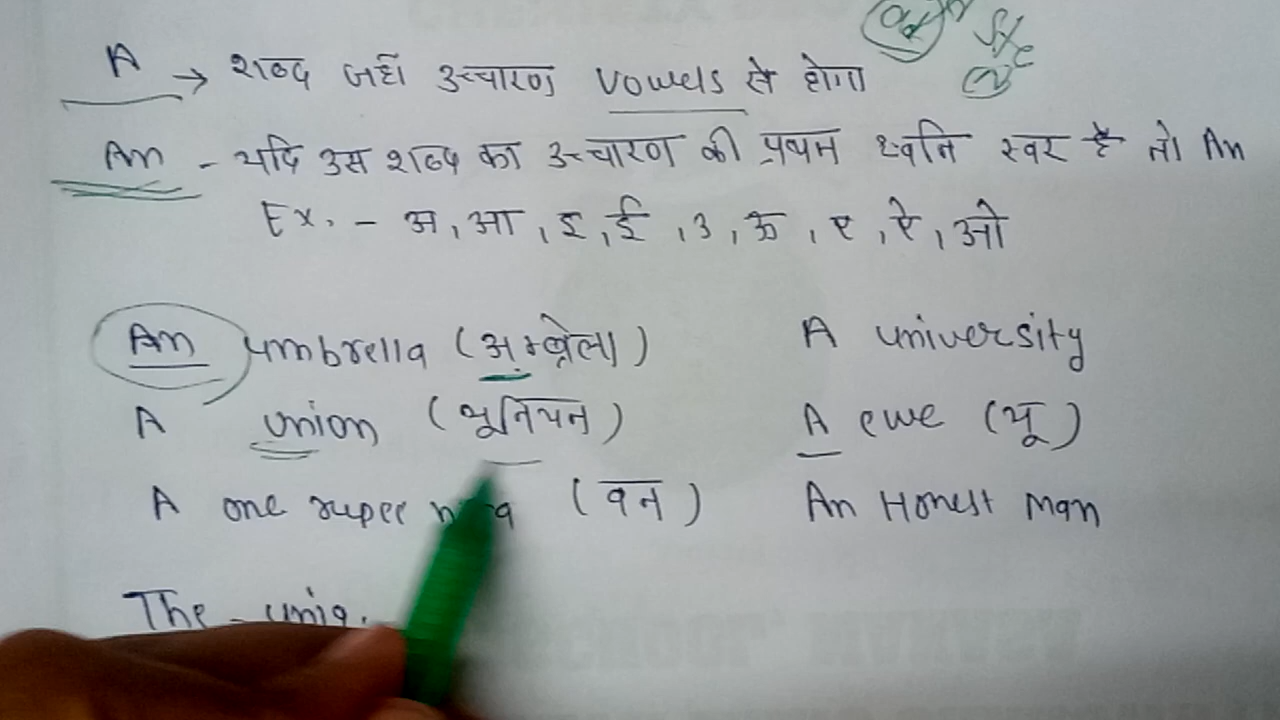 A → शब्द जहाँ उच्चारण Vowels से होगा
An - यदि उस शब्द का उच्चारण की प्रथम ध्वनि स्वर है तो An
Ex. - अ, आ, इ, ई, उ, ऊ, ए, ऐ, ओ
An umbrella (अम्ब्रेला) A university
A union (यूनियन) A ewe (यू)
A one rupee (वन) An Honest Man
The -